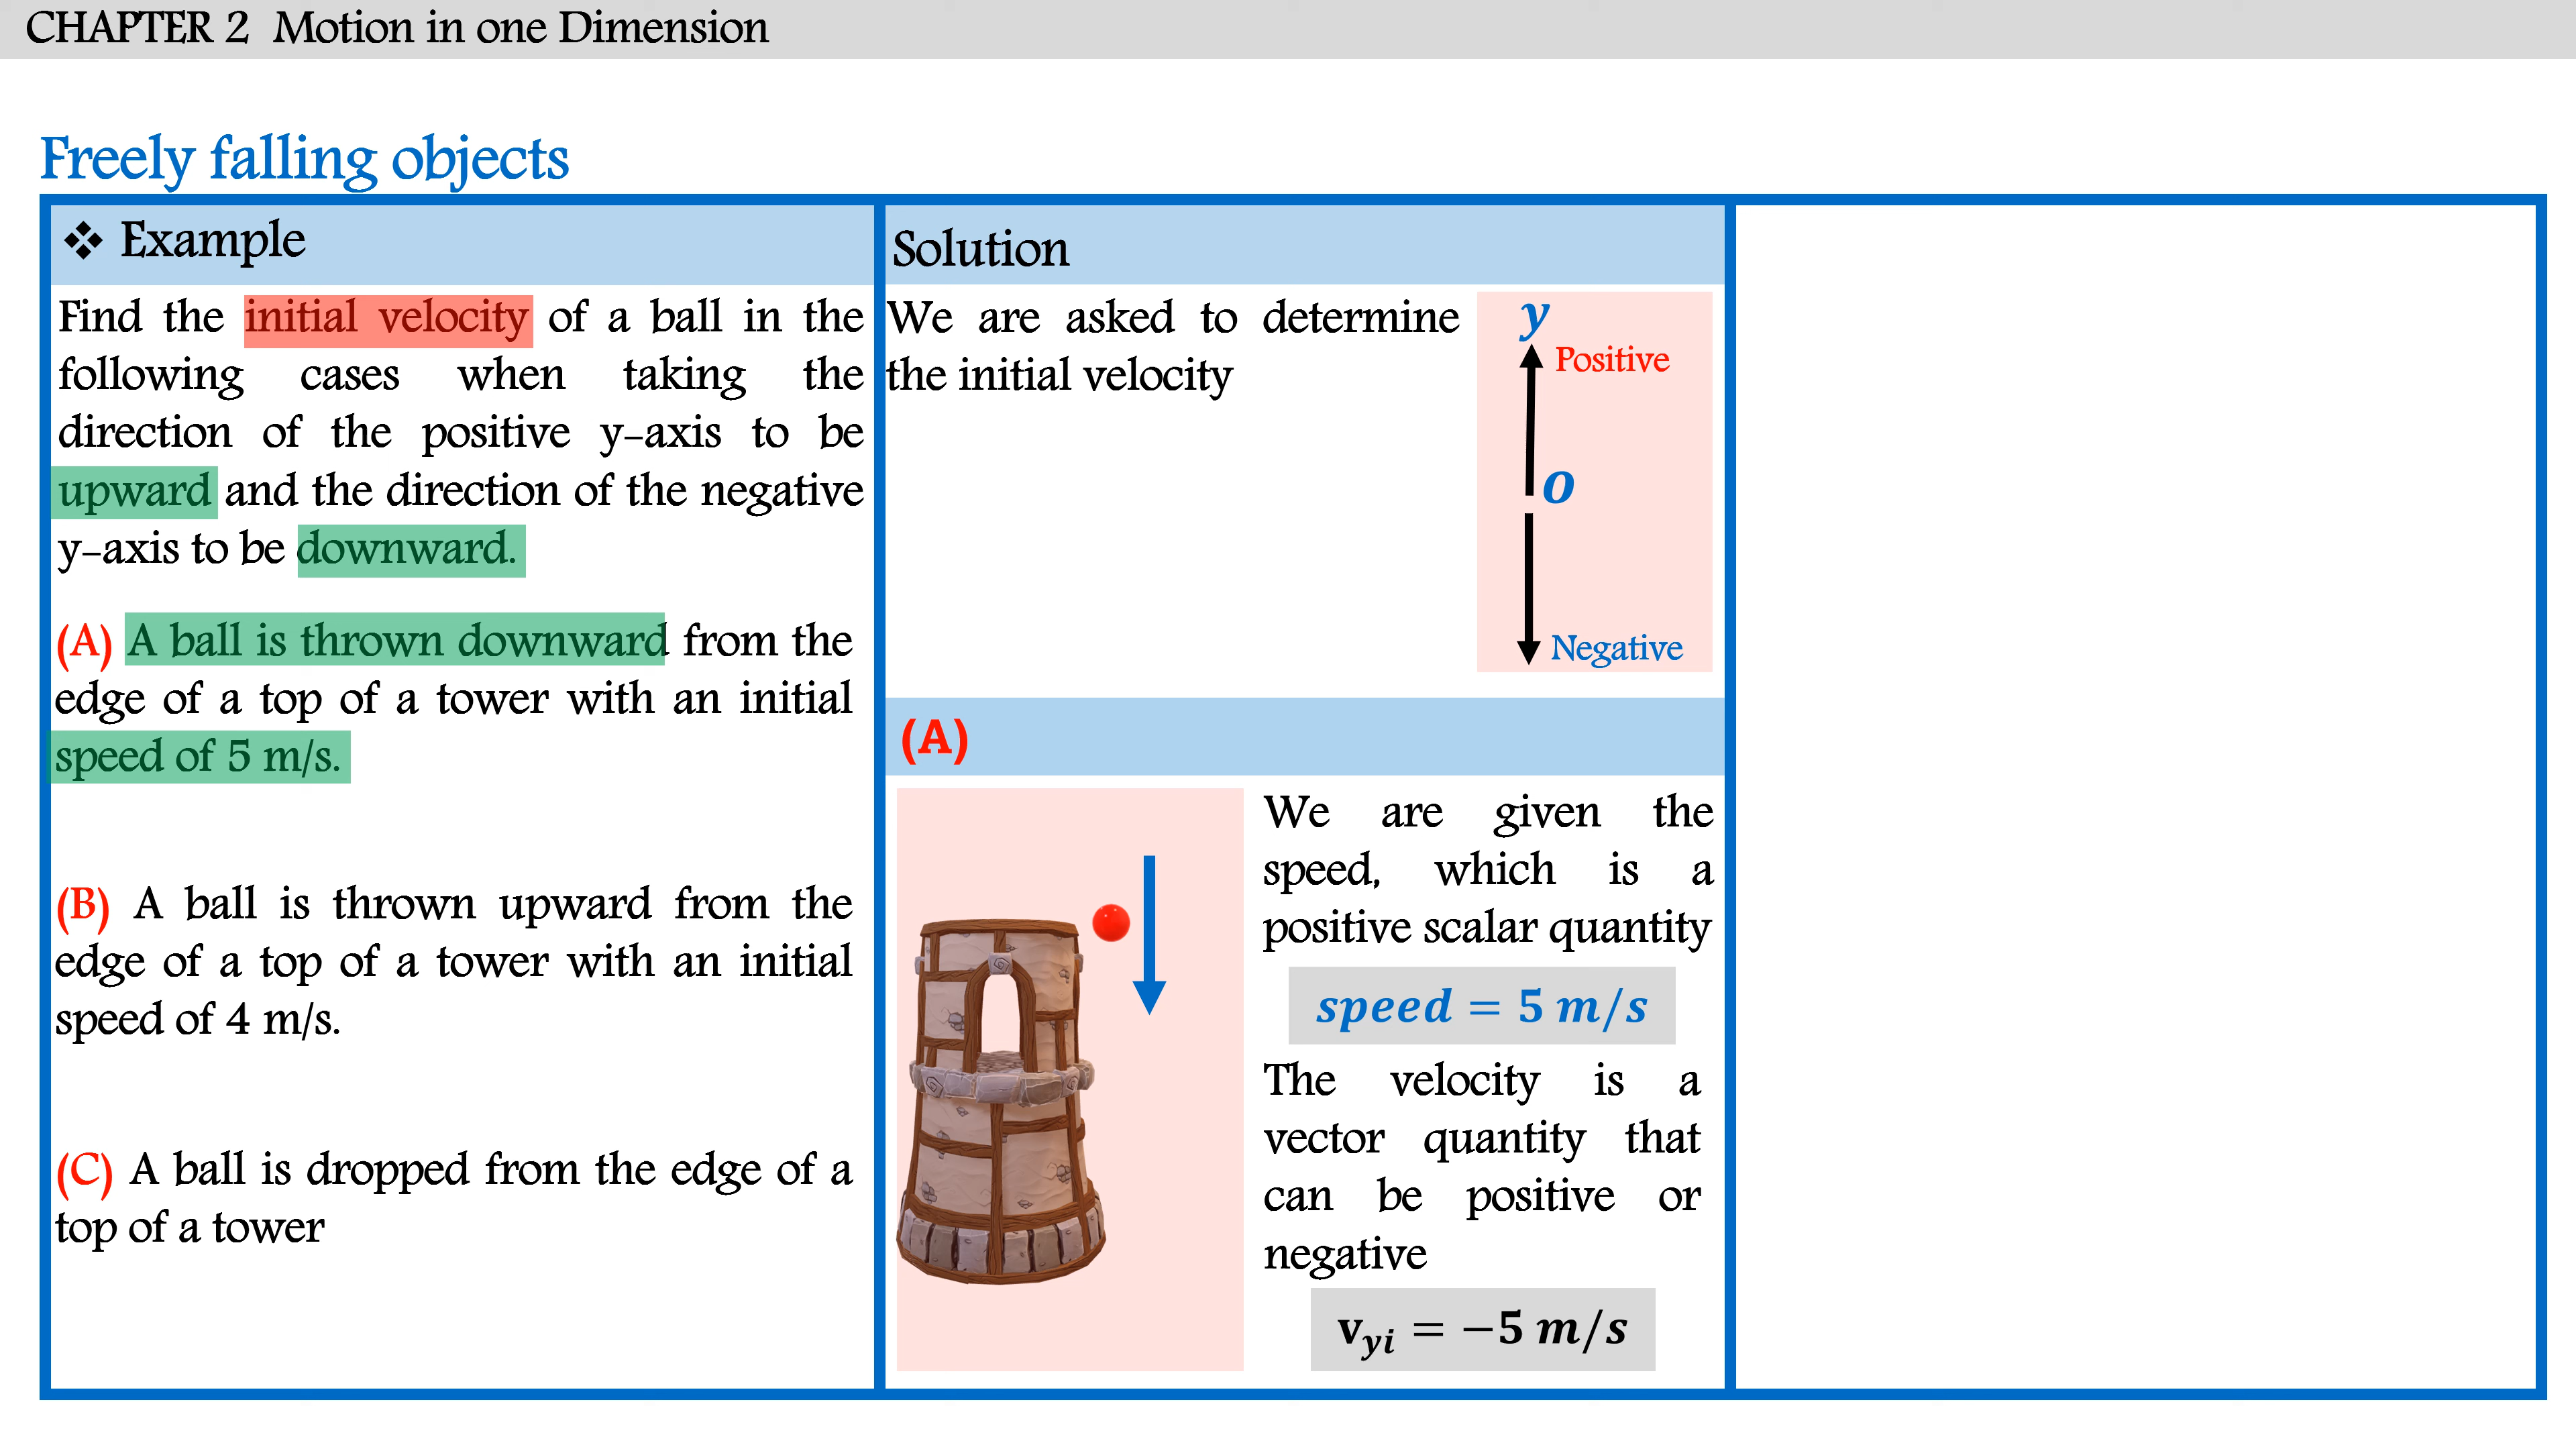 CHAPTER 2 Motion in one Dimension
Freely falling objects
❖ Example
Find the initial velocity of a ball in the
following cases when taking the
direction of the positive y-axis to be
upward and the direction of the negative
y-axis to be downward.
(A) A ball is thrown downward from the
edge of a top of a tower with an initial
speed of 5 m/s.
(B) A ball is thrown upward from the
edge of a top of a tower with an initial
speed of 4 m/s.
(C) A ball is dropped from the edge of a
top of a tower
Solution
We are asked to determine
the initial velocity
y
Positive
O
Negative
(A)
We are given the
speed, which is a
positive scalar quantity
speed = 5 m/s
The velocity is a
vector quantity that
can be positive or
negative
v_yi = −5 m/s